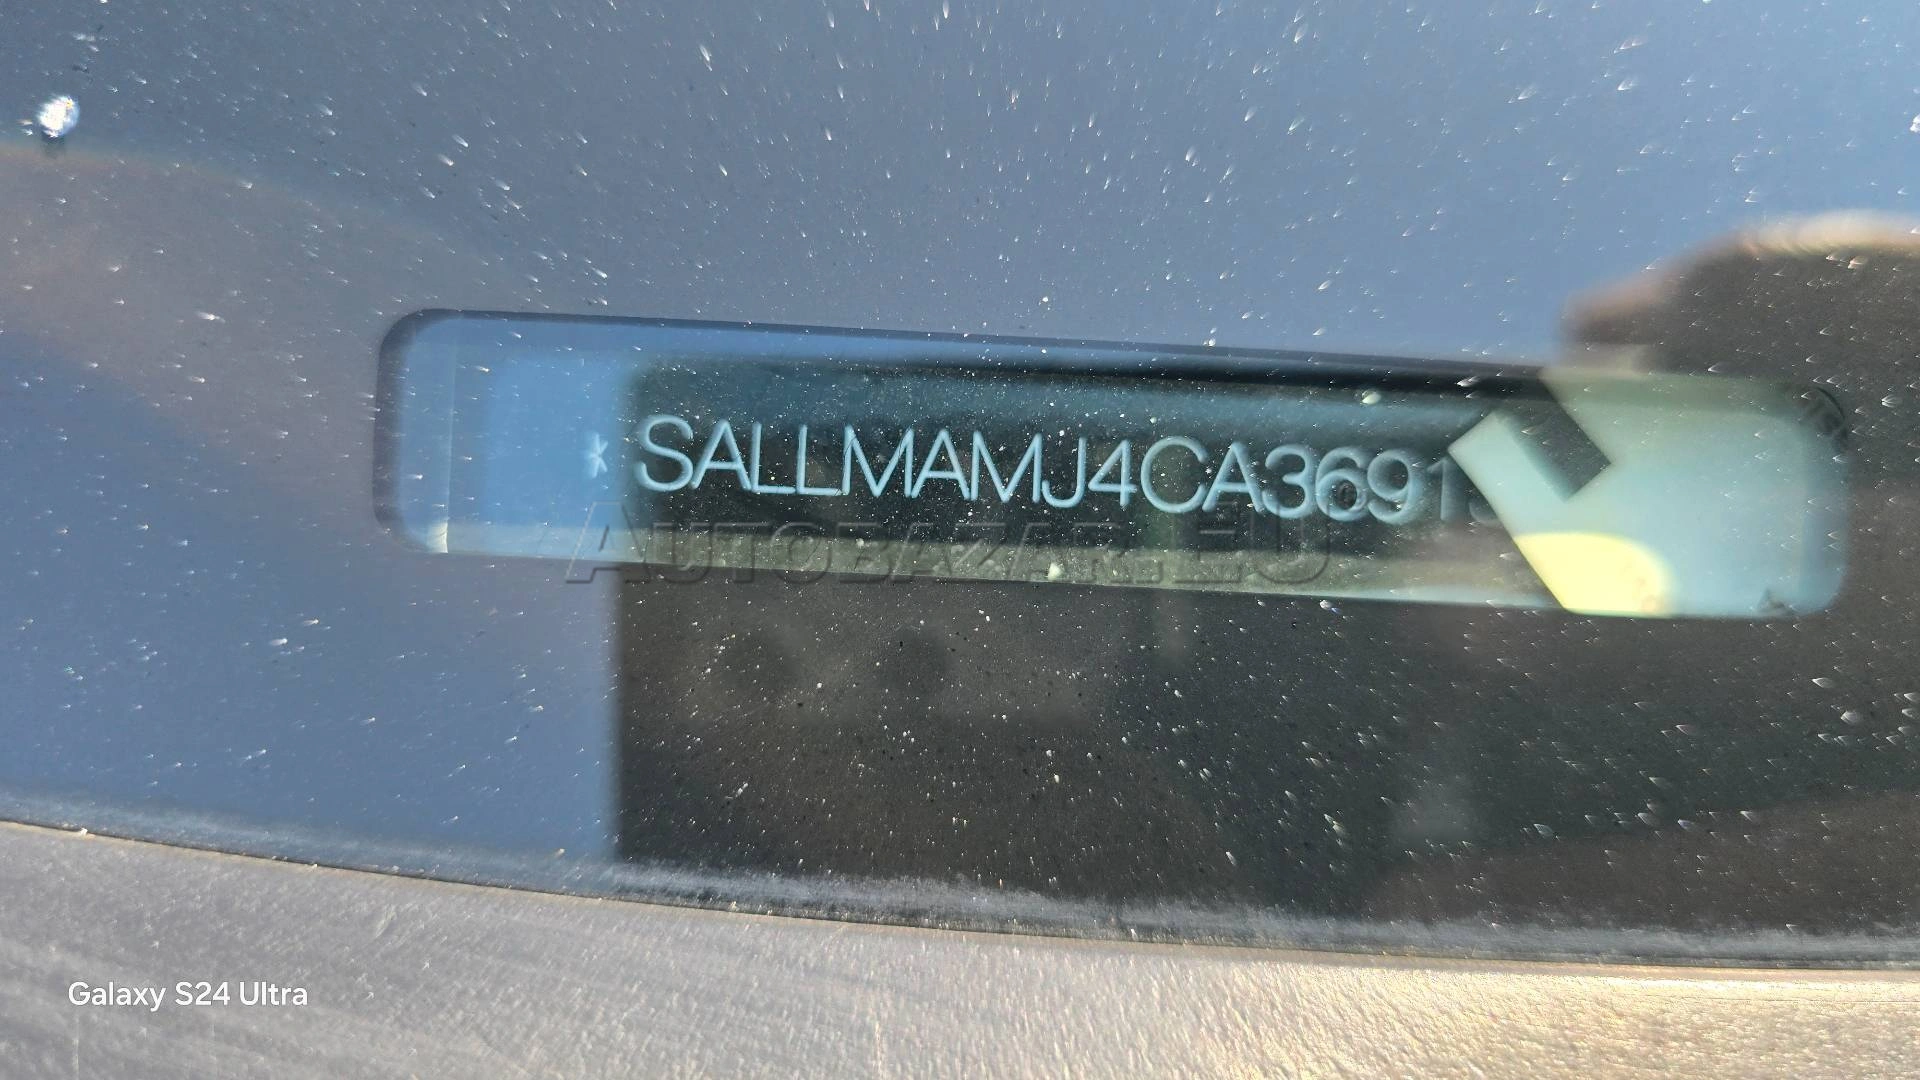 * SALLMAMJ4CA3691
AUTOBAZAR.EU
Galaxy S24 Ultra